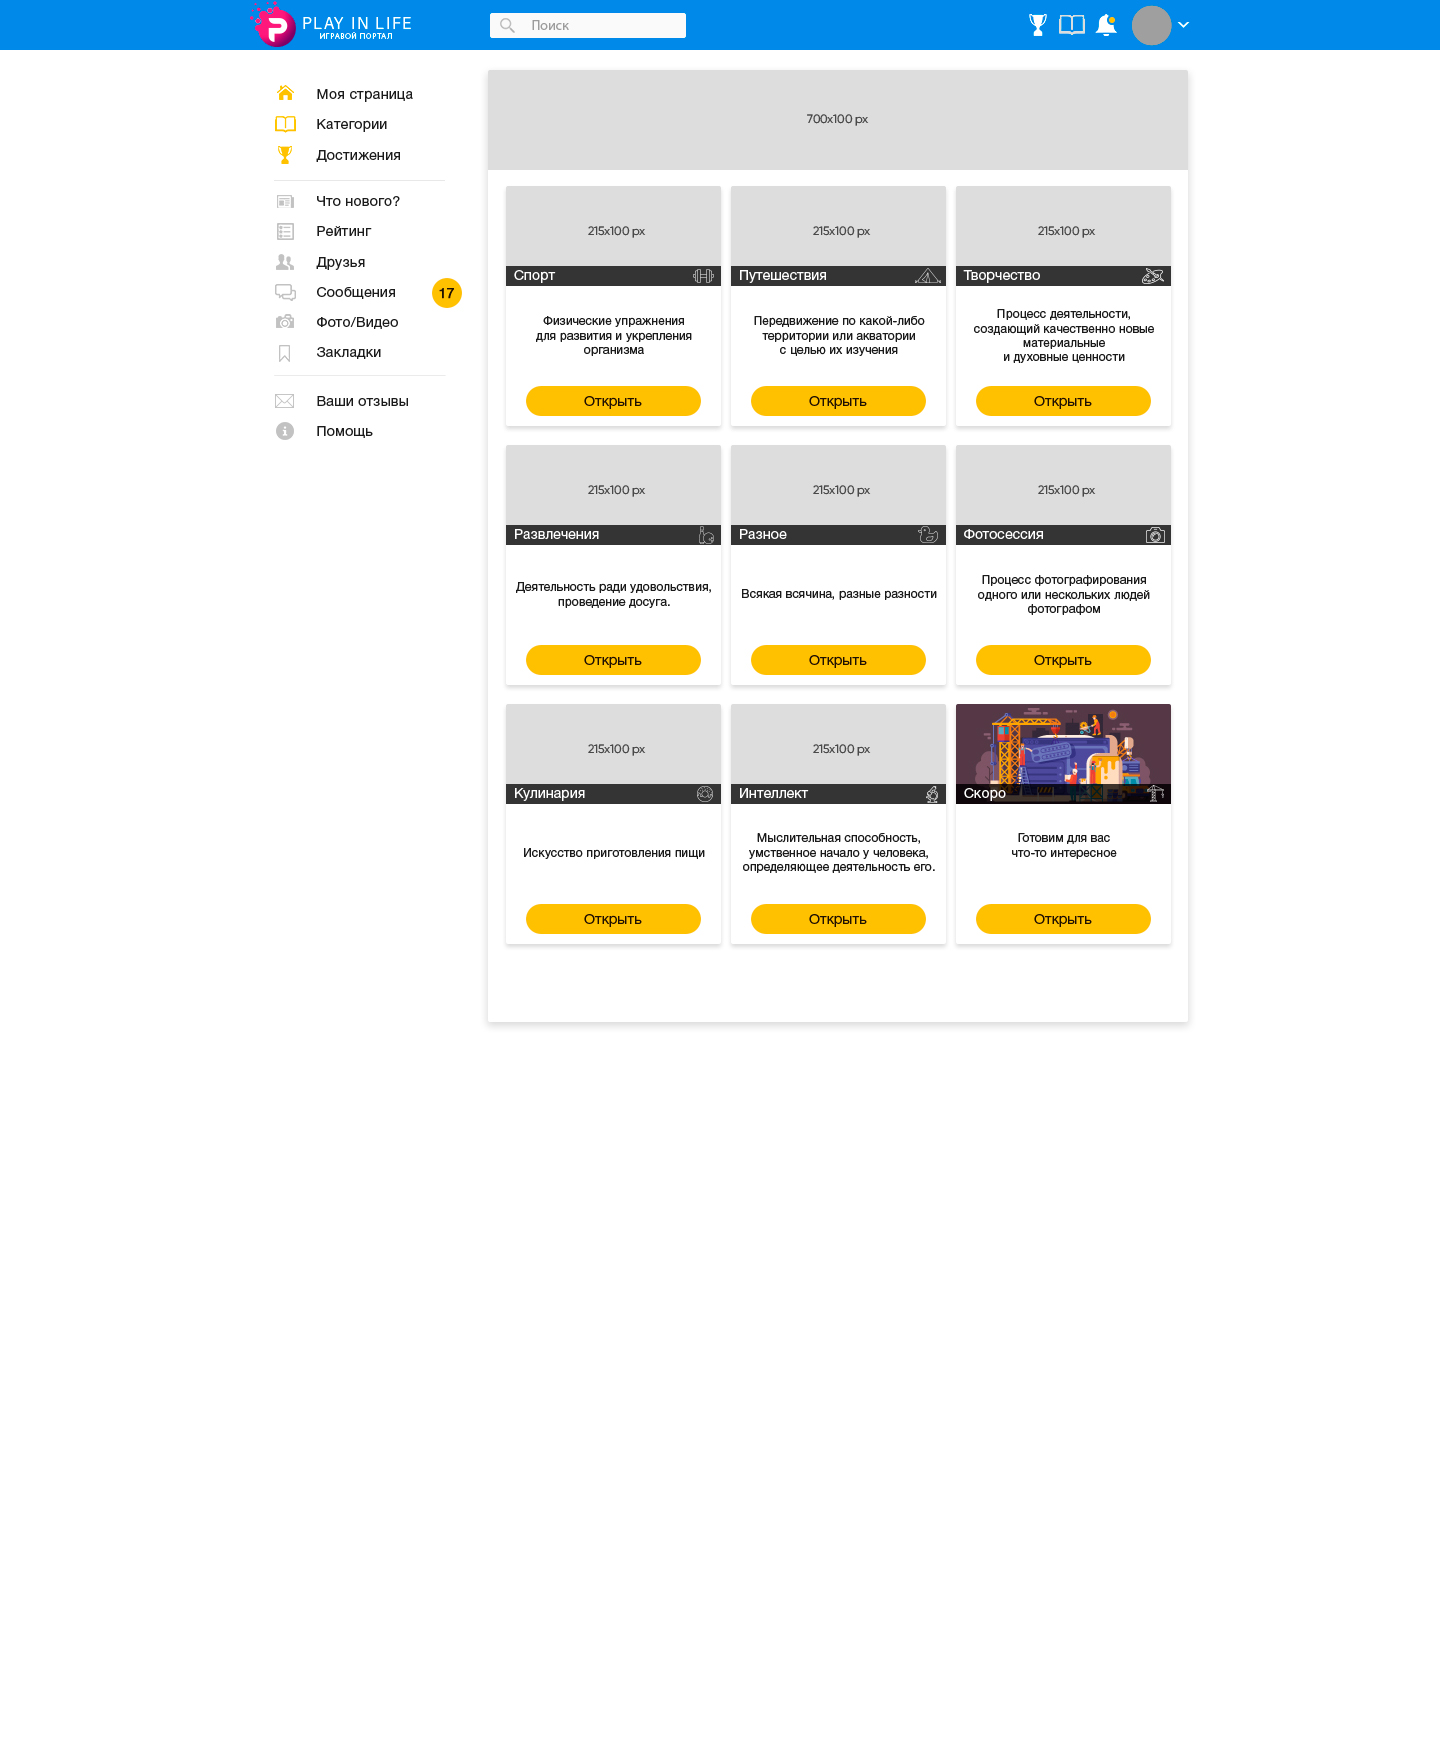 PLAY IN LIFE
ИГРАВОЙ ПОРТАЛ
Поиск
Моя страница
Категории
Достижения
Что нового?
Рейтинг
Друзья
Сообщения
17
Фото/Видео
Закладки
Ваши отзывы
Помощь
700x100 px
215x100 px
215x100 px
215x100 px
Спорт
Путешествия
Творчество
Физические упражнения
для развития и укрепления
организма
Передвижение по какой-либо
территории или акватории
с целью их изучения
Процесс деятельности,
создающий качественно новые
материальные
и духовные ценности
Открыть
Открыть
Открыть
215x100 px
215x100 px
215x100 px
Развлечения
Разное
Фотосессия
Деятельность ради удовольствия,
проведение досуга.
Всякая всячина, разные разности
Процесс фотографирования
одного или нескольких людей
фотографом
Открыть
Открыть
Открыть
215x100 px
215x100 px
Кулинария
Интеллект
Скоро
Искусство приготовления пищи
Мыслительная способность,
умственное начало у человека,
определяющее деятельность его.
Готовим для вас
что-то интересное
Открыть
Открыть
Открыть